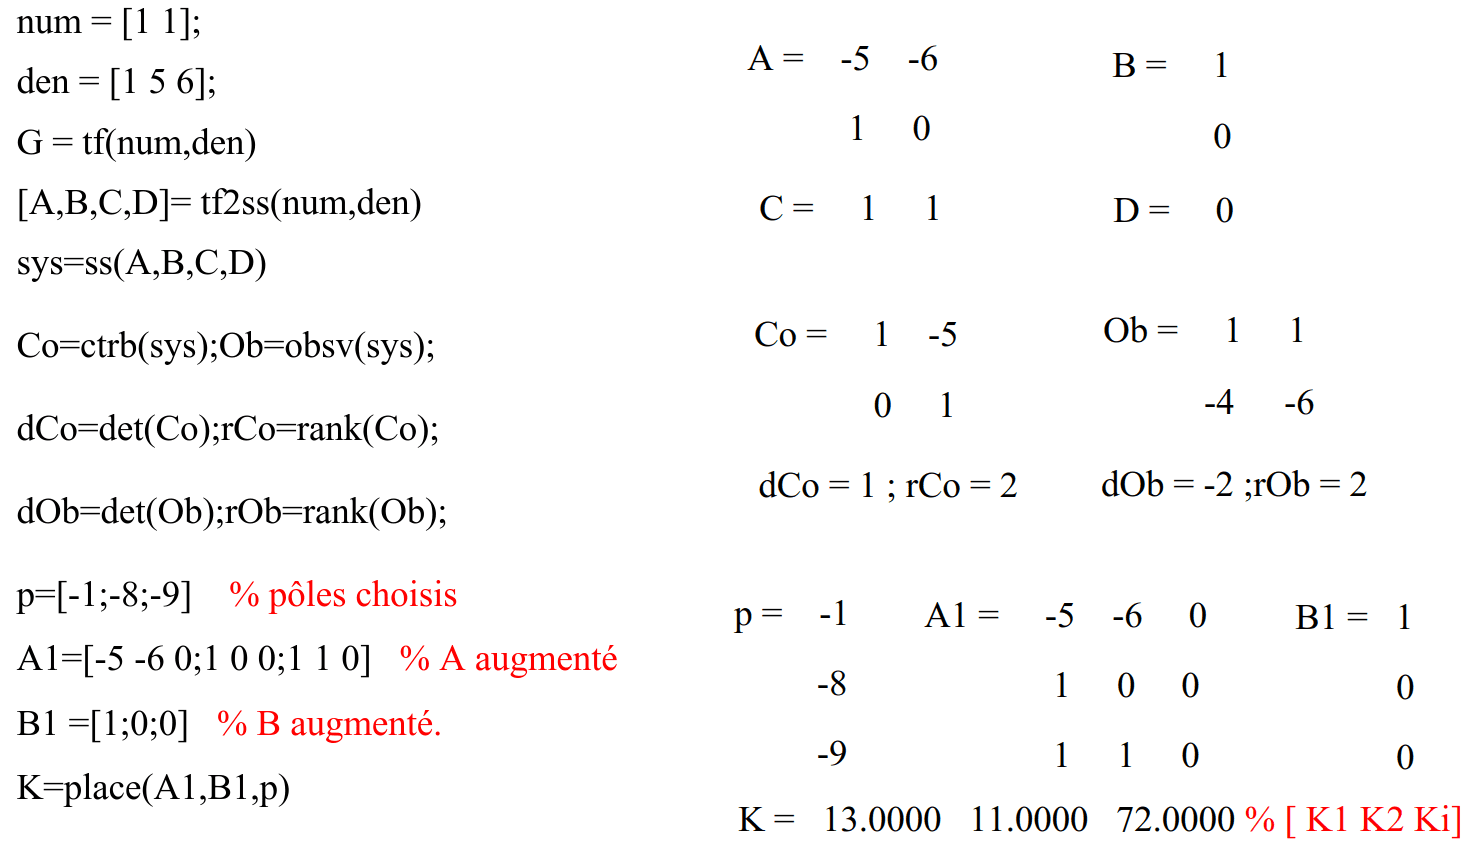 num = [1 1];
den = [1 5 6];
G = tf(num,den)
[A,B,C,D]= tf2ss(num,den)
sys=ss(A,B,C,D)
Co=ctrb(sys);Ob=obsv(sys);
dCo=det(Co);rCo=rank(Co);
dOb=det(Ob);rOb=rank(Ob);
p=[-1;-8;-9] % pôles choisis
A1=[-5 -6 0;1 0 0;1 1 0] % A augmenté
B1 =[1;0;0] % B augmenté.
K=place(A1,B1,p)
A = -5 -6 B = 1
1 0 0
C = 1 1 D = 0
Co = 1 -5 Ob = 1 1
0 1 -4 -6
dCo = 1 ; rCo = 2 dOb = -2 ;rOb = 2
p = -1 A1 = -5 -6 0 B1 = 1
-8 1 0 0 0
-9 1 1 0 0
K = 13.0000 11.0000 72.0000 % [ K1 K2 Ki]